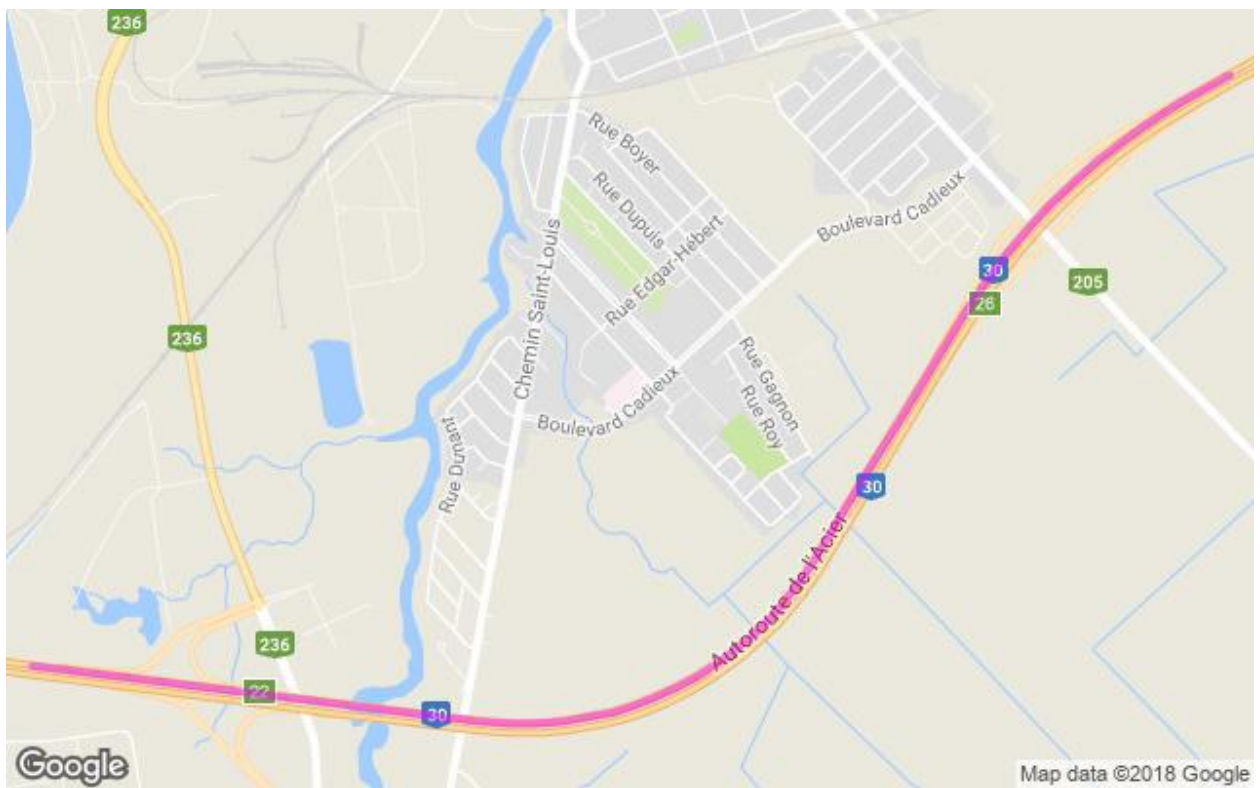 236
Rue Boyer
Rue Dupuis
Boulevard Cadieux
Rue Edgar-Hébert
Chemin Saint-Louis
30
205
26
236
Rue Gagnon
Rue Roy
Boulevard Cadieux
Rue Dunant
30
Autoroute de l'Acier
236
22
30
Google
Map data ©2018 Google